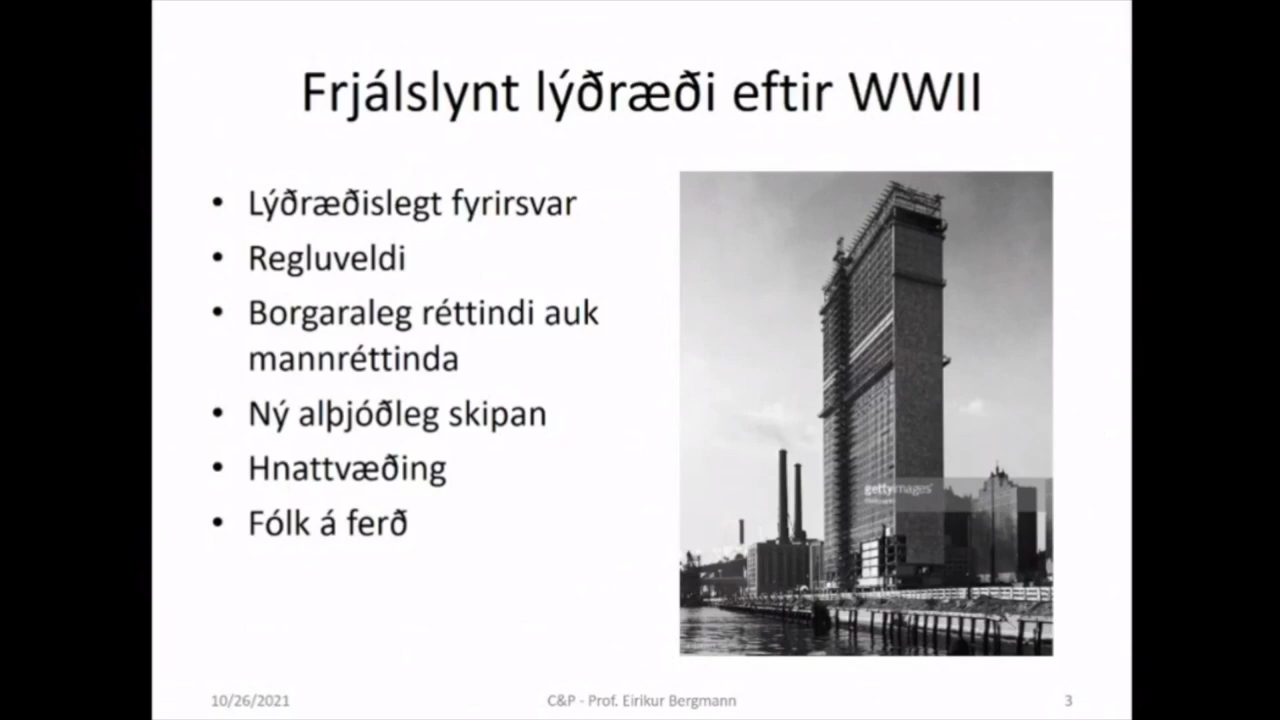 Frjálslynt lýðræði eftir WWII
• Lýðræðislegt fyrirsvar
• Regluveldi
• Borgaraleg réttindi auk
mannréttinda
• Ný alþjóðleg skipan
• Hnattvæðing
• Fólk á ferð
gettyimages
10/26/2021
C&P - Prof. Eirikur Bergmann
3